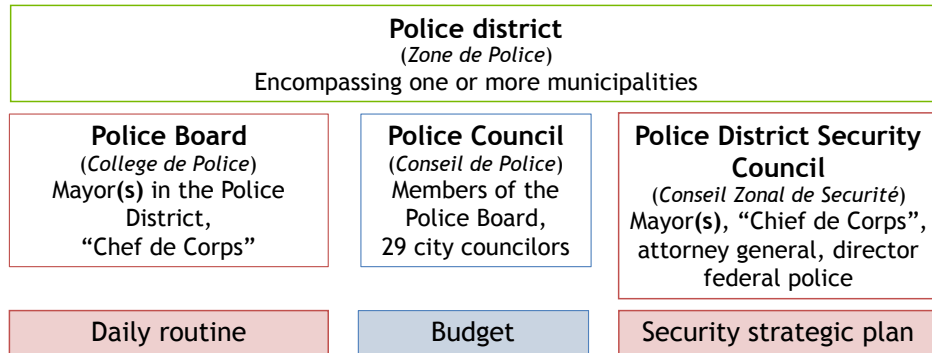 Police district
(Zone de Police)
Encompassing one or more municipalities
Police Board
(College de Police)
Mayor(s) in the Police
District,
“Chef de Corps”
Police Council
(Conseil de Police)
Members of the
Police Board,
29 city councilors
Police District Security
Council
(Conseil Zonal de Securité)
Mayor(s), “Chief de Corps”,
attorney general, director
federal police
Daily routine
Budget
Security strategic plan